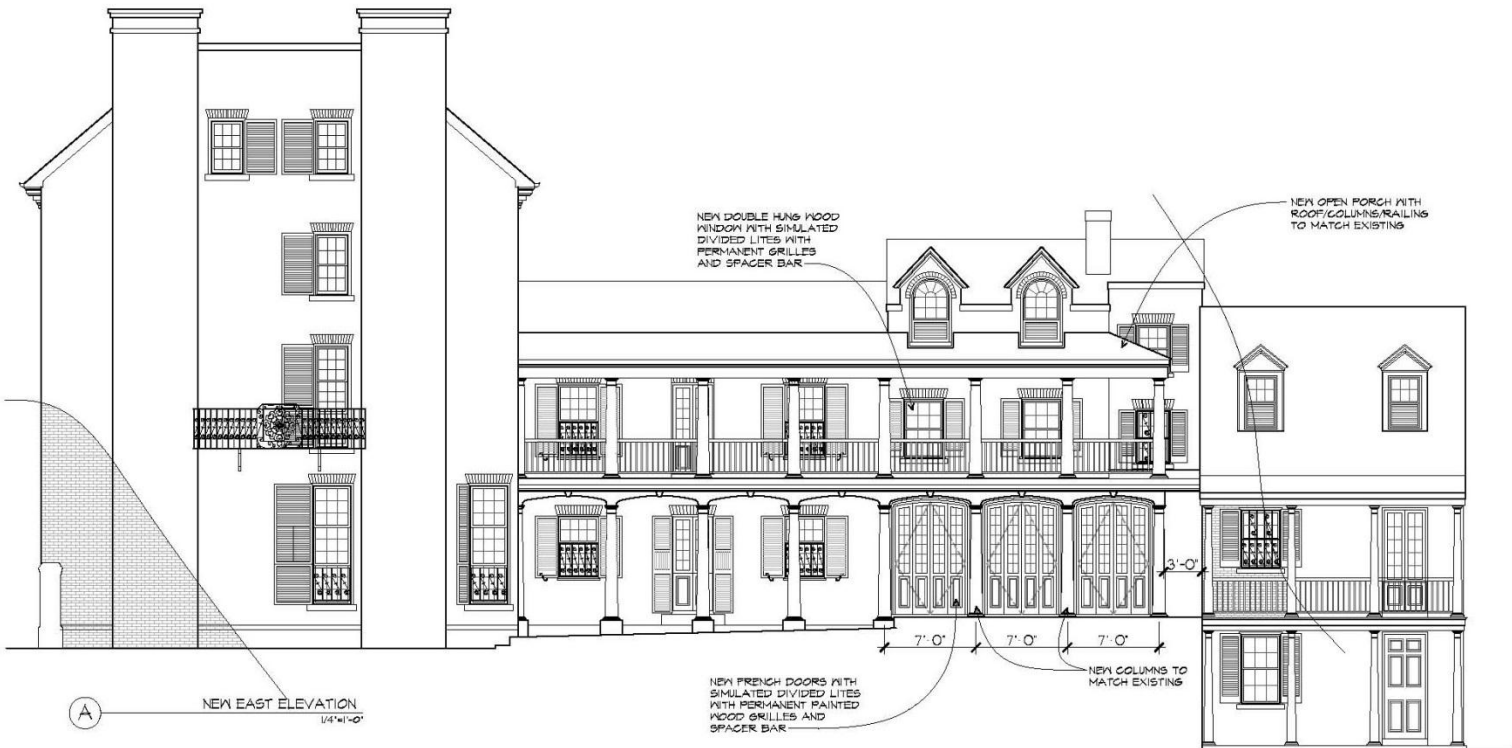 NEW DOUBLE HUNG WOOD
WINDOW WITH SIMULATED
DIVIDED LITES WITH
PERMANENT GRILLES
AND SPACER BAR
NEW OPEN PORCH WITH
ROOF/COLUMNS/RAILING
TO MATCH EXISTING
3'-0"
7'-0"
7'-0"
7'-0"
NEW COLUMNS TO
MATCH EXISTING
NEW FRENCH DOORS WITH
SIMULATED DIVIDED LITES
WITH PERMANENT PAINTED
WOOD GRILLES AND
SPACER BAR
A
NEW EAST ELEVATION
1/4"=1'-0"